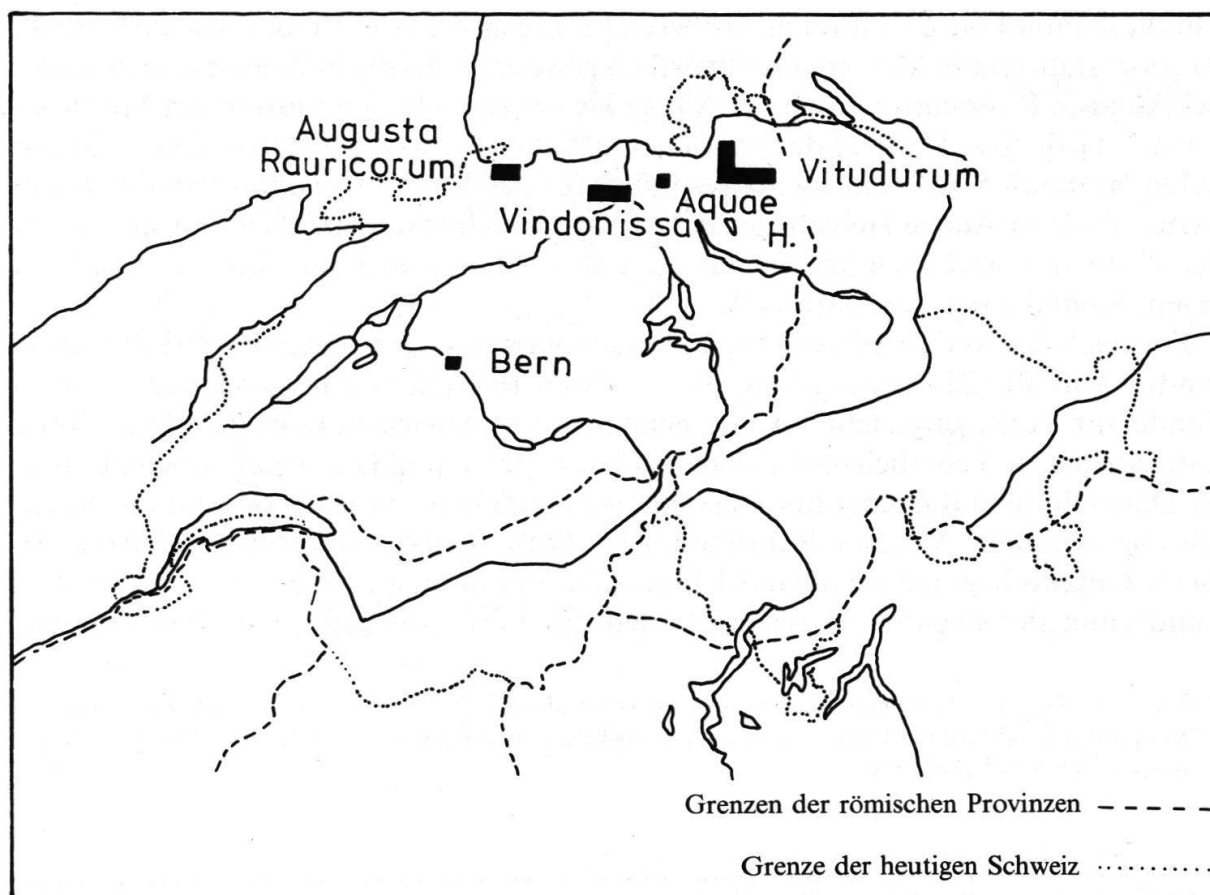 Augusta
Rauricorum
Vitudurum
Aquae
Vindonissa
H.
Bern
Grenzen der römischen Provinzen
Grenze der heutigen Schweiz